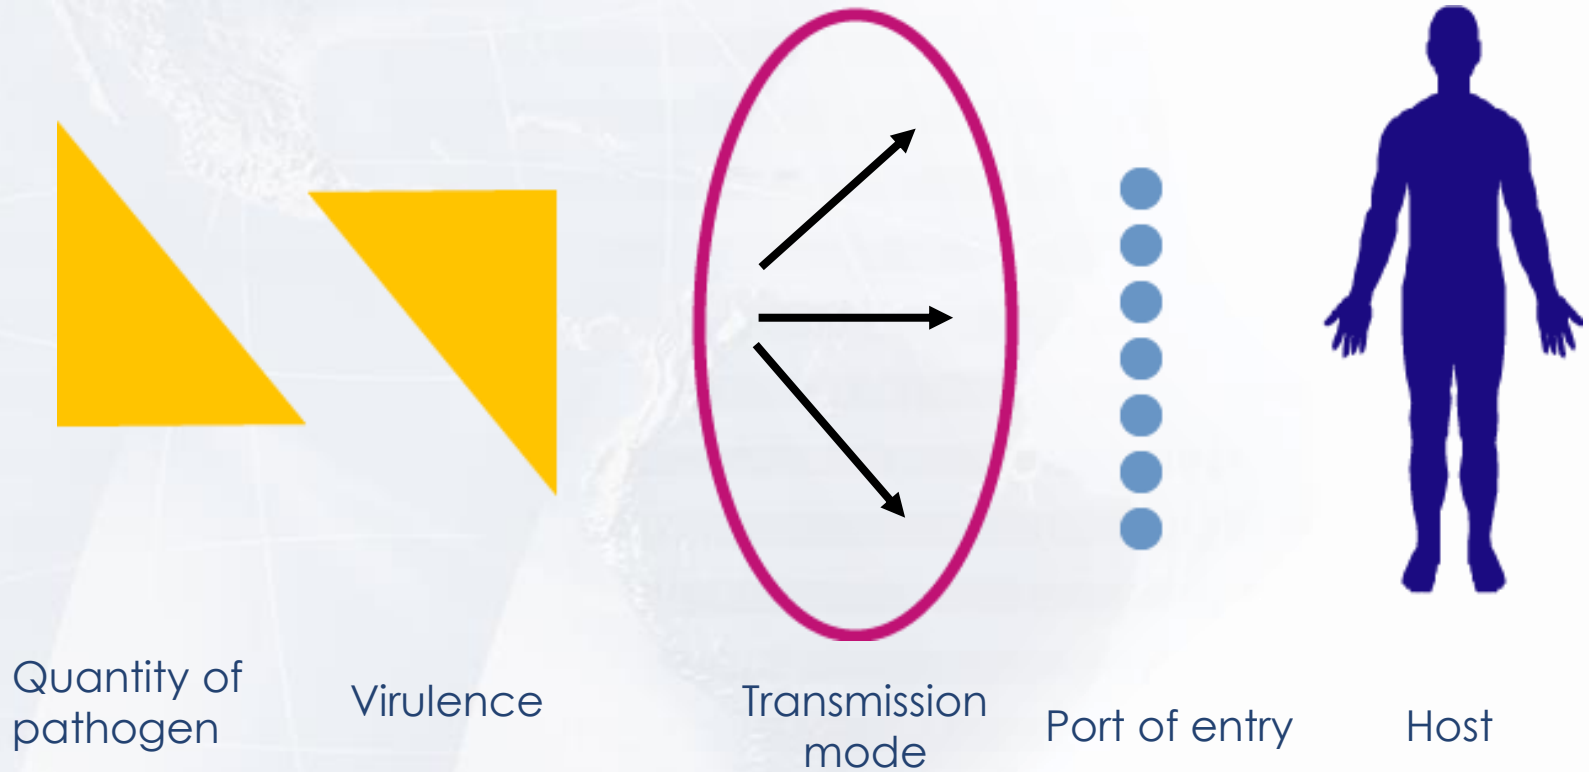 Quantity of
pathogen
Virulence
Transmission
mode
Port of entry
Host